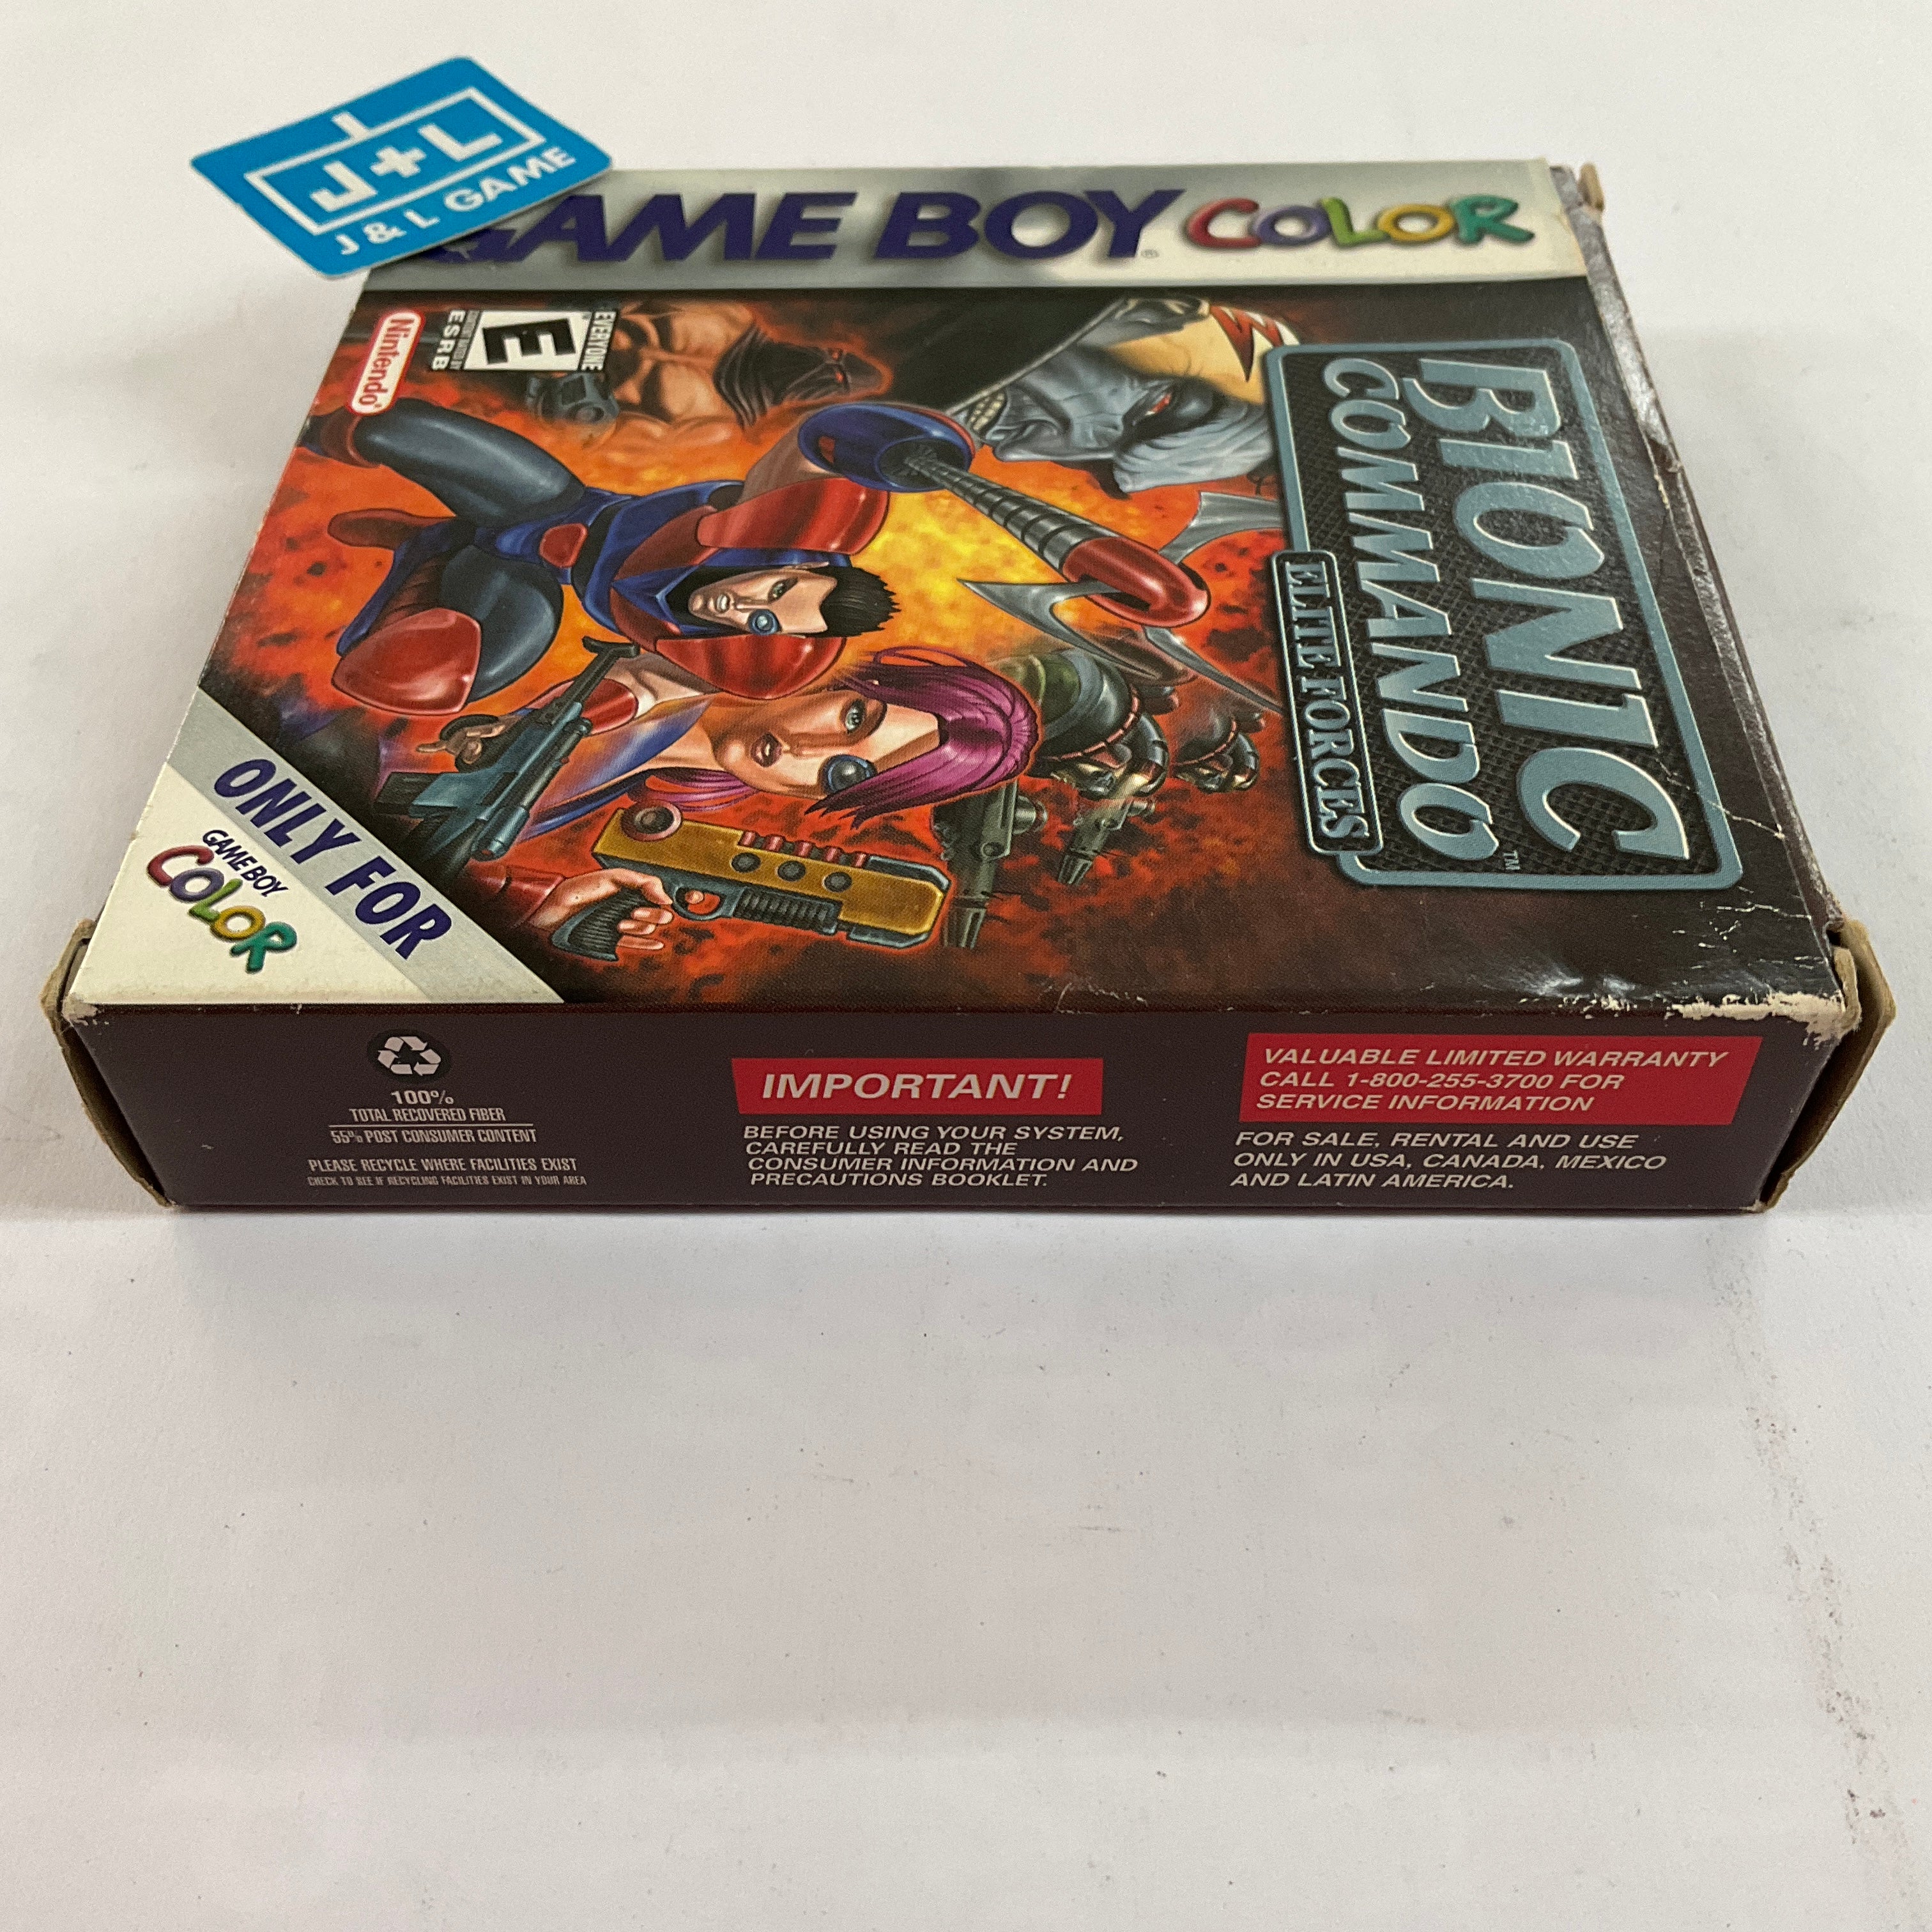 J+L
J & L GAME
GAME BOY COLOR
Nintendo
EVERYONE
E
CONTENT RATED BY
ESRB
BIONIC
COMMANDO
ELITE FORCES
ONLY FOR
GAME BOY
COLOR
100%
TOTAL RECOVERED FIBER
55% POST CONSUMER CONTENT
PLEASE RECYCLE WHERE FACILITIES EXIST
CHECK TO SEE IF RECYCLING FACILITIES EXIST IN YOUR AREA
IMPORTANT!
BEFORE USING YOUR SYSTEM,
CAREFULLY READ THE
CONSUMER INFORMATION AND
PRECAUTIONS BOOKLET.
VALUABLE LIMITED WARRANTY
CALL 1-800-255-3700 FOR
SERVICE INFORMATION
FOR SALE, RENTAL AND USE
ONLY IN USA, CANADA, MEXICO
AND LATIN AMERICA.